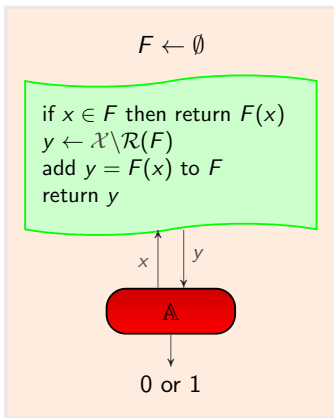 F ← ∅
if x ∈ F then return F(x)
y ← 𝒳\ℛ(F)
add y = F(x) to F
return y
x
y
𝔸
0 or 1